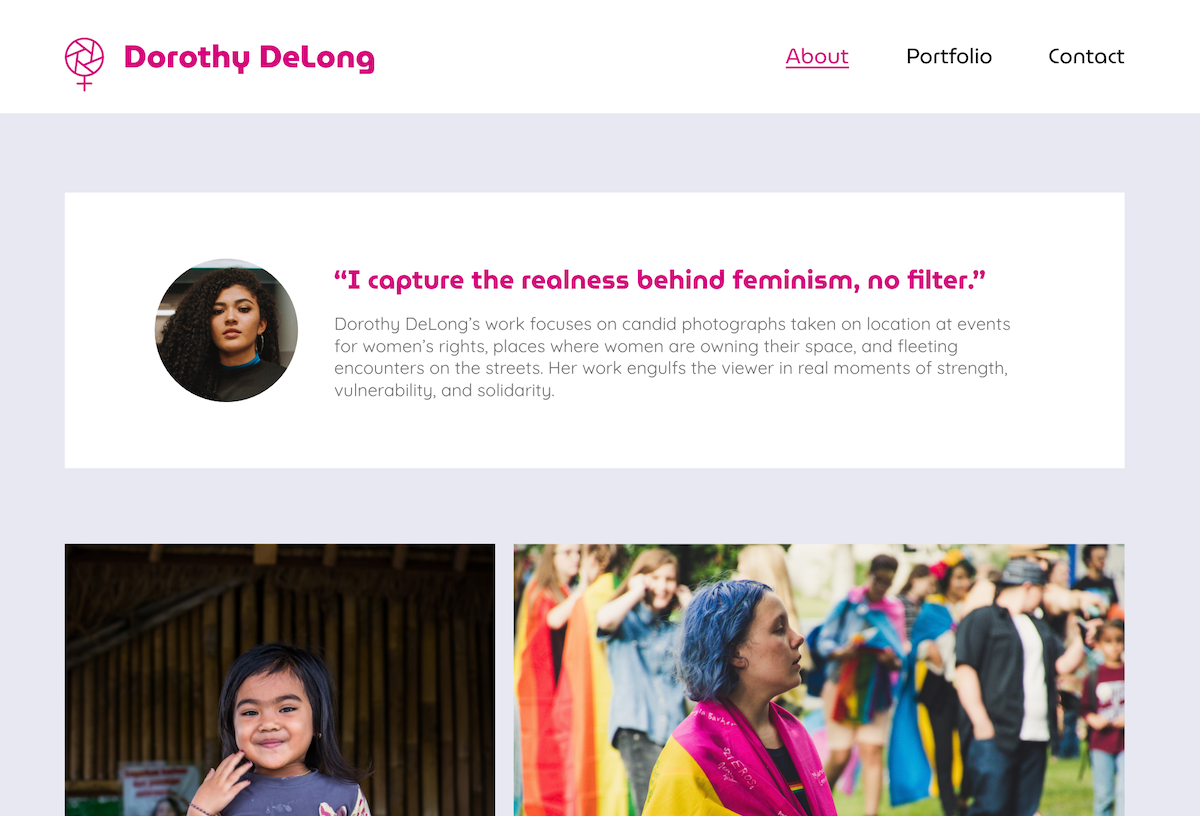 Dorothy DeLong
About
Portfolio
Contact
“I capture the realness behind feminism, no filter.”
Dorothy DeLong’s work focuses on candid photographs taken on location at events
for women’s rights, places where women are owning their space, and fleeting
encounters on the streets. Her work engulfs the viewer in real moments of strength,
vulnerability, and solidarity.